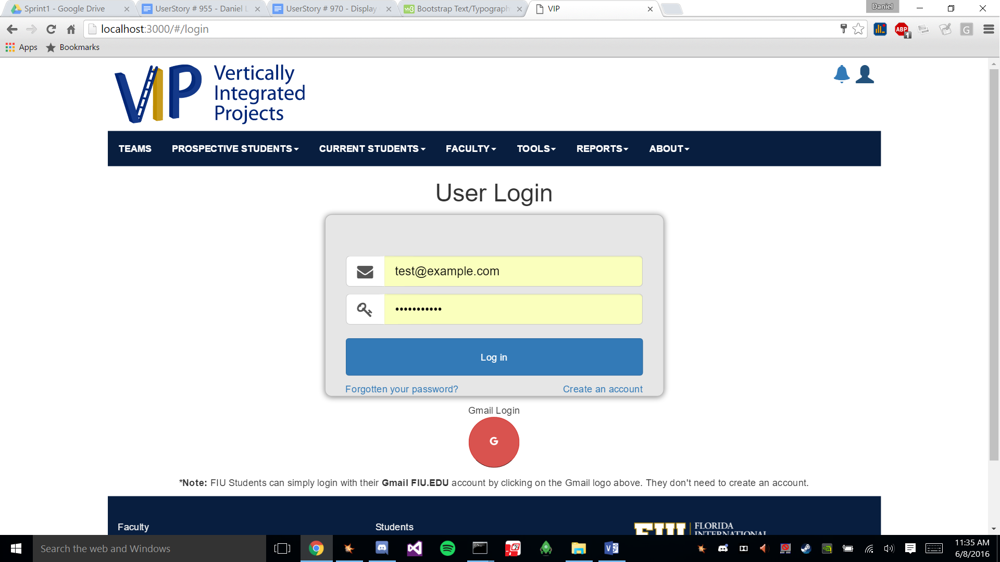 Sprint1 - Google Drive
UserStory # 955 - Daniel L
UserStory # 970 - Display
Bootstrap Text/Typograph
VIP
Daniel
localhost:3000/#/login
ABP
1
G
Apps
Bookmarks
VIP
Vertically
Integrated
Projects
TEAMS
PROSPECTIVE STUDENTS
CURRENT STUDENTS
FACULTY
TOOLS
REPORTS
ABOUT
User Login
test@example.com
•••••••••••
Log in
Forgotten your password?
Create an account
Gmail Login
G
*Note: FIU Students can simply login with their Gmail FIU.EDU account by clicking on the Gmail logo above. They don't need to create an account.
Faculty
Students
FIU
FLORIDA
INTERNATIONAL
Search the web and Windows
11:35 AM
6/8/2016